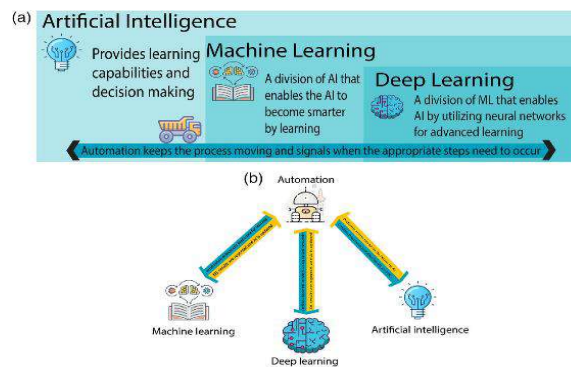 (a)
Artificial Intelligence
Provides learning
capabilities and
decision making
Machine Learning
A division of AI that
enables the AI to
become smarter
by learning
Deep Learning
A division of ML that enables
AI by utilizing neural networks
for advanced learning
Automation keeps the process moving and signals when the appropriate steps need to occur
(b)
Automation
Machine learning
Deep learning
Artificial intelligence